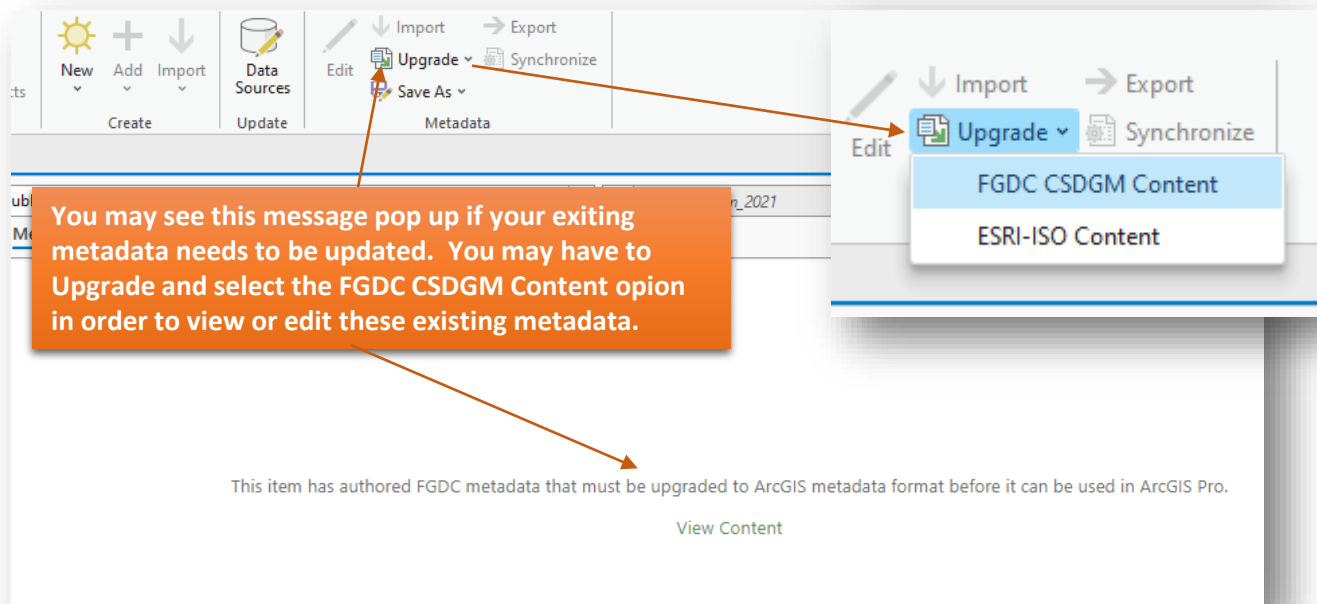 Import Export
New Add Import Data Sources Edit Upgrade Synchronize
Save As
Create Update Metadata
Import Export
Edit Upgrade Synchronize
FGDC CSDGM Content
ESRI-ISO Content
_2021
You may see this message pop up if your exiting
metadata needs to be updated. You may have to
Upgrade and select the FGDC CSDGM Content opion
in order to view or edit these existing metadata.
This item has authored FGDC metadata that must be upgraded to ArcGIS metadata format before it can be used in ArcGIS Pro.
View Content